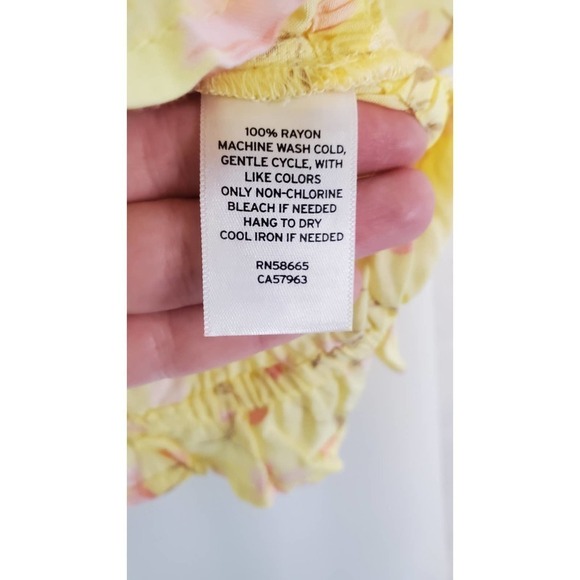 100% RAYON
MACHINE WASH COLD,
GENTLE CYCLE, WITH
LIKE COLORS
ONLY NON-CHLORINE
BLEACH IF NEEDED
HANG TO DRY
COOL IRON IF NEEDED
RN58665
CA57963